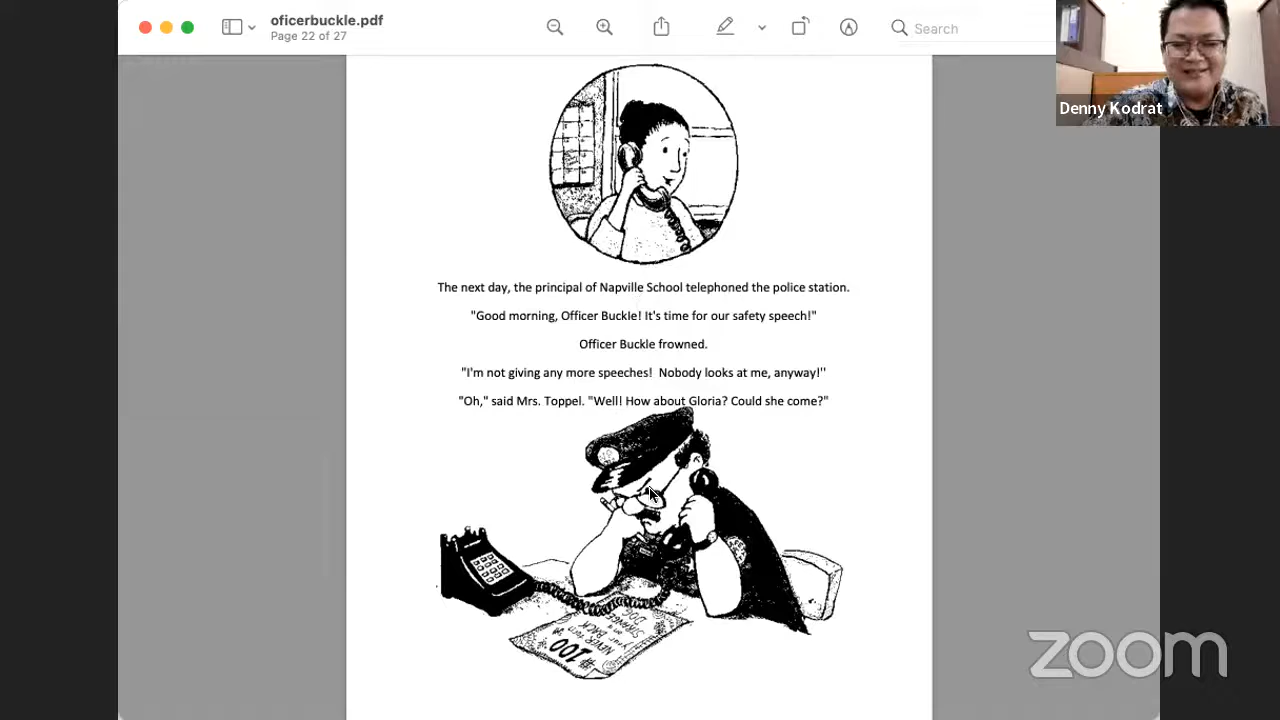 oficerbuckle.pdf
Page 22 of 27
Search
Denny Kodrat
The next day, the principal of Napville School telephoned the police station.
"Good morning, Officer Buckle! It's time for our safety speech!"
Officer Buckle frowned.
"I'm not giving any more speeches!  Nobody looks at me, anyway!''
"Oh," said Mrs. Toppel. "Well! How about Gloria? Could she come?"
#100
NEVER turn
your BACK
on a
STRANGE
DOG
zoom